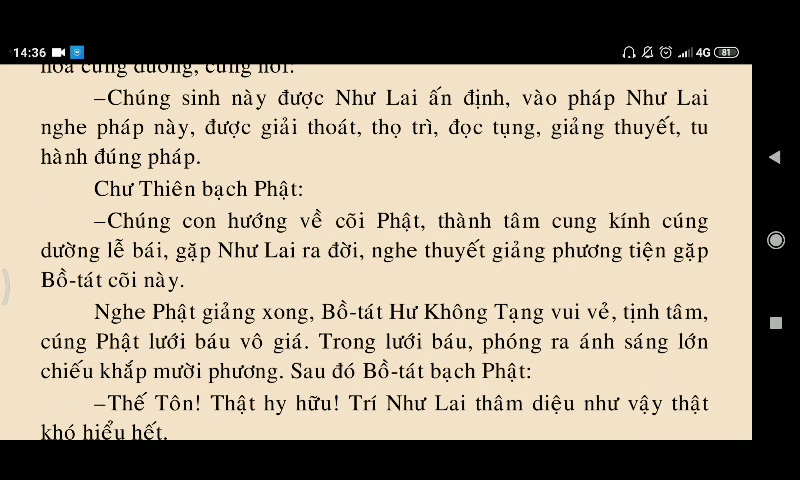 14:36
4G 81
hoa cúng dường, cùng nói:
–Chúng sinh này được Như Lai ấn định, vào pháp Như Lai
nghe pháp này, được giải thoát, thọ trì, đọc tụng, giảng thuyết, tu
hành đúng pháp.
Chư Thiên bạch Phật:
–Chúng con hướng về cõi Phật, thành tâm cung kính cúng
dường lễ bái, gặp Như Lai ra đời, nghe thuyết giảng phương tiện gặp
Bồ-tát cõi này.
Nghe Phật giảng xong, Bồ-tát Hư Không Tạng vui vẻ, tịnh tâm,
cúng Phật lưới báu vô giá. Trong lưới báu, phóng ra ánh sáng lớn
chiếu khắp mười phương. Sau đó Bồ-tát bạch Phật:
–Thế Tôn! Thật hy hữu! Trí Như Lai thâm diệu như vậy thật
khó hiểu hết.